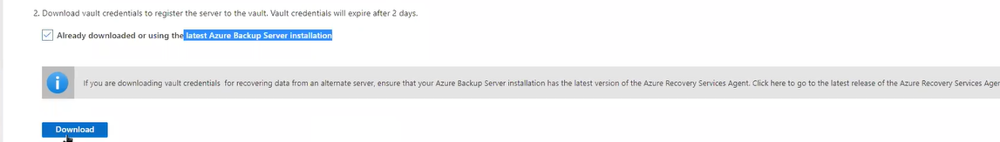 2. Download vault credentials to register the server to the vault. Vault credentials will expire after 2 days.
Already downloaded or using the latest Azure Backup Server installation
If you are downloading vault credentials for recovering data from an alternate server, ensure that your Azure Backup Server installation has the latest version of the Azure Recovery Services Agent. Click here to go to the latest release of the Azure Recovery Services
Download